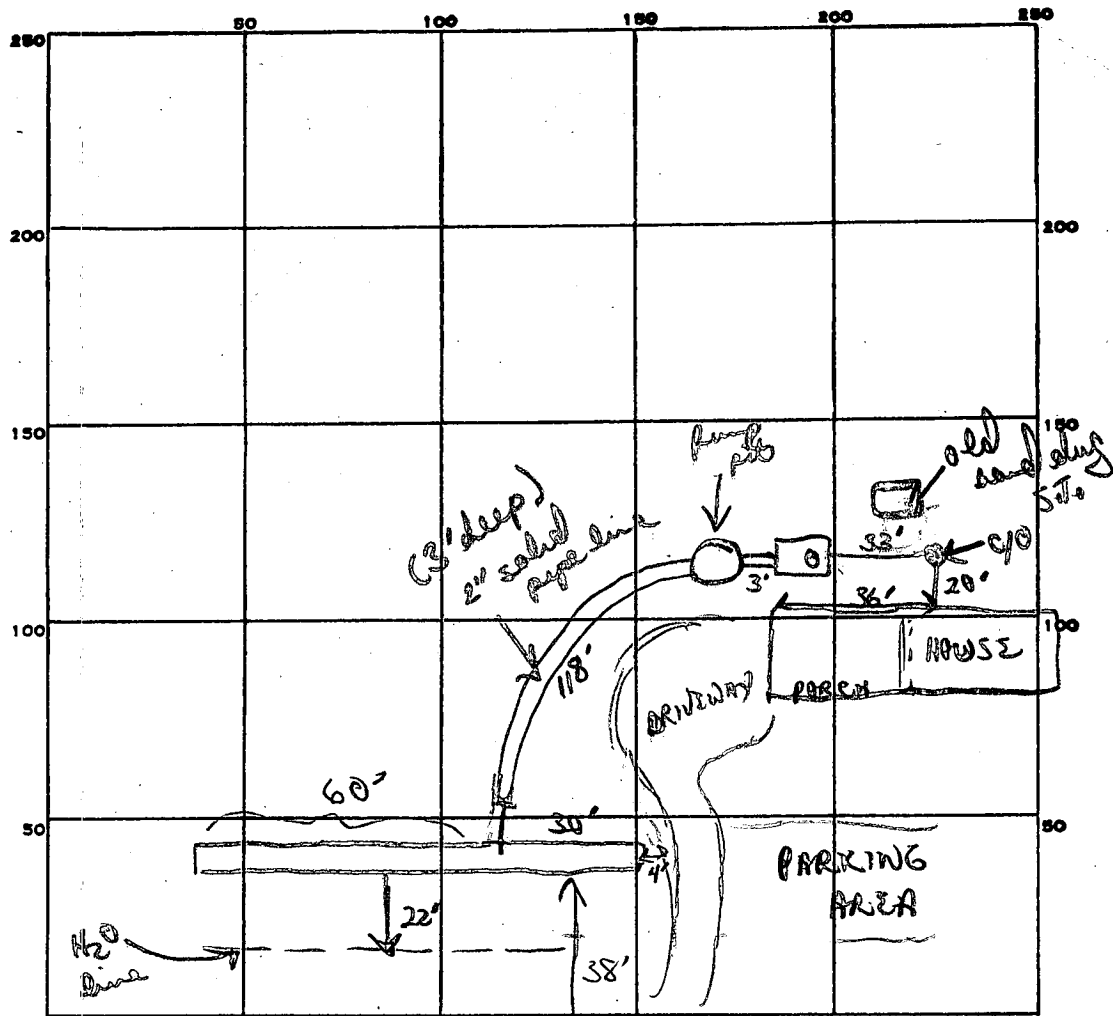 50 100 150 200 250
250
200 200
150 150
pump
pit
old
sand slug
site
(3' deep)
2" solid
pipe line
33'
C/O
3'
36'
20'
100 100
118'
HOUSE
PORCH
DRIVEWAY
60'
50 50
30'
4'
PARKING
AREA
22'
H2O
line
38'